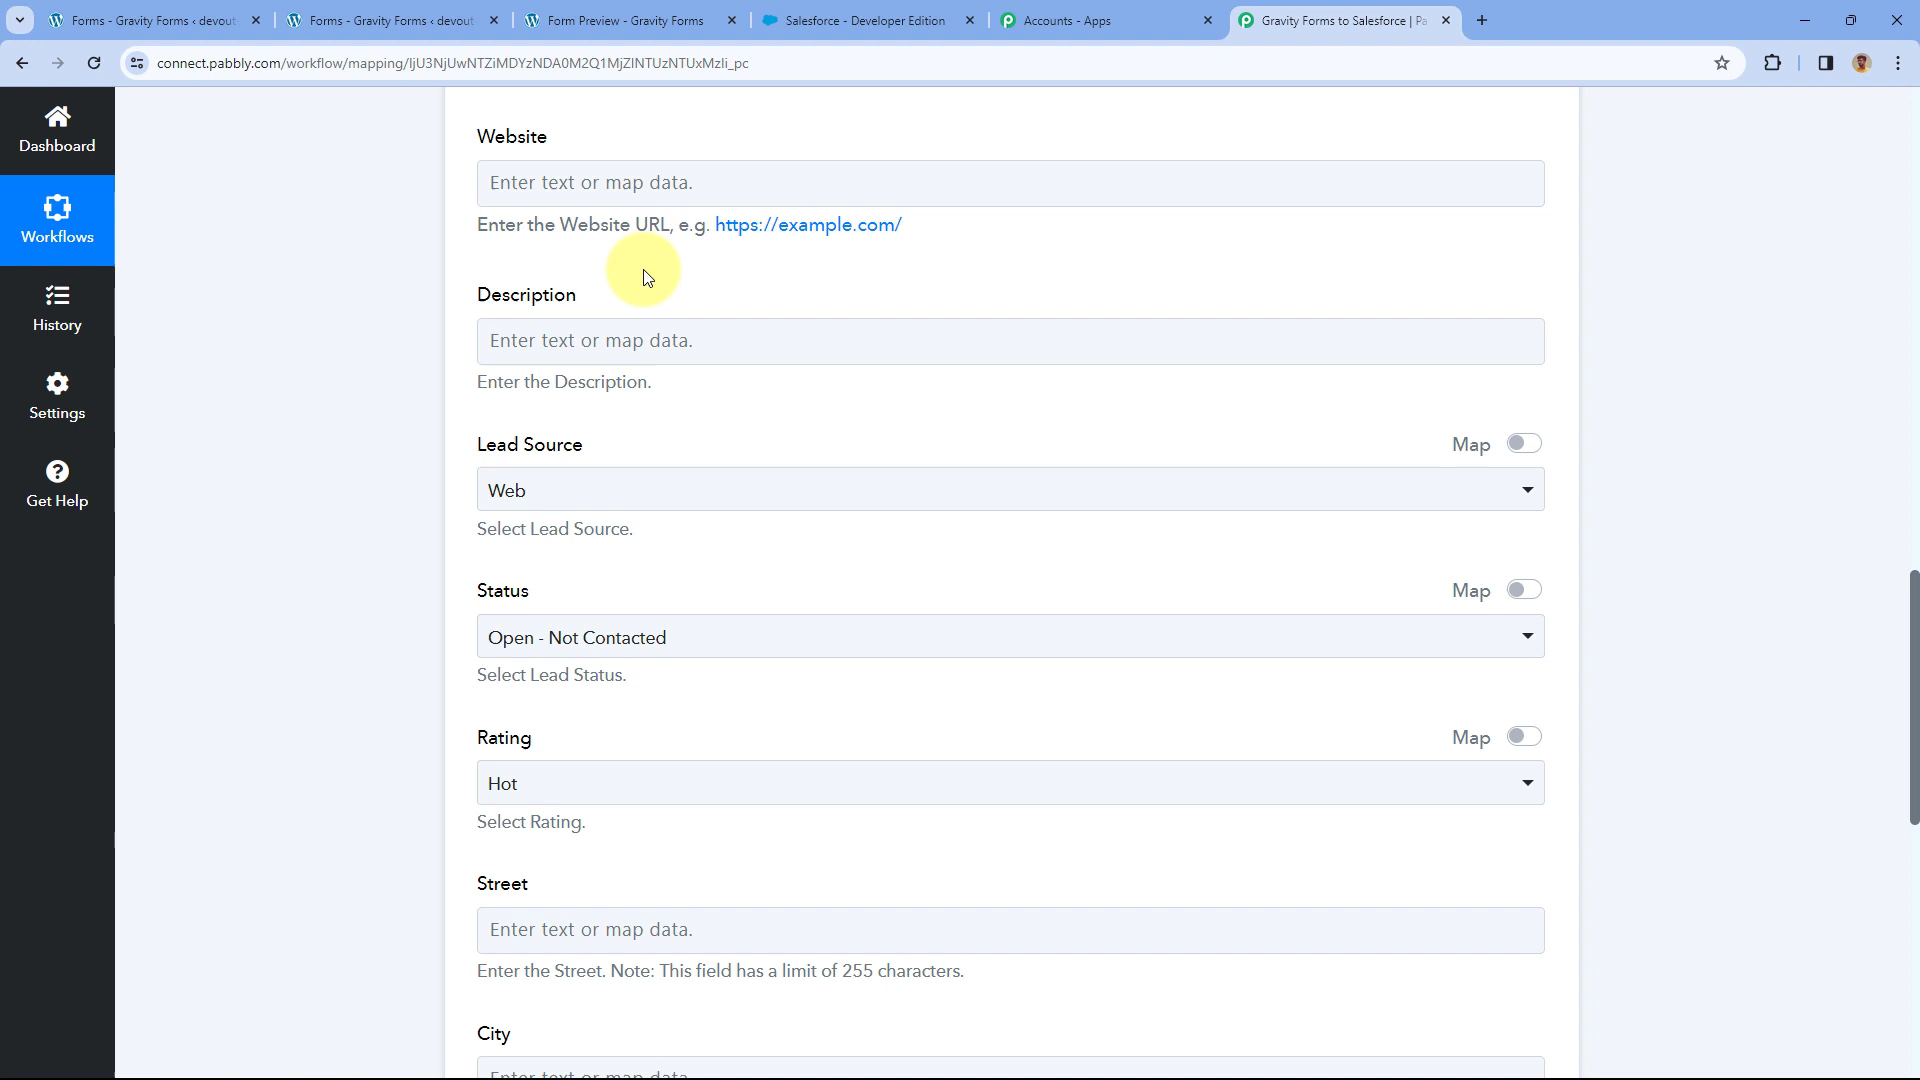 Forms - Gravity Forms ‹ devout
Forms - Gravity Forms ‹ devout
Form Preview - Gravity Forms
Salesforce - Developer Edition
Accounts - Apps
Gravity Forms to Salesforce | Pa
connect.pabbly.com/workflow/mapping/
Dashboard
Workflows
History
Settings
Get Help
Website
Enter text or map data.
Enter the Website URL, e.g. https://example.com/
Description
Enter text or map data.
Enter the Description.
Lead Source
Map
Web
Select Lead Source.
Status
Map
Open - Not Contacted
Select Lead Status.
Rating
Map
Hot
Select Rating.
Street
Enter text or map data.
Enter the Street. Note: This field has a limit of 255 characters.
City
Enter text or map data.